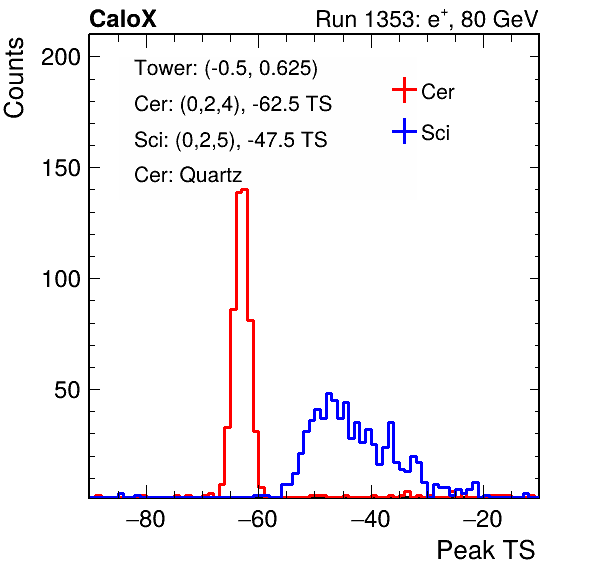 CaloX Run 1353: e⁺, 80 GeV
Counts
200
150
100
50
Tower: (-0.5, 0.625)
Cer: (0,2,4), -62.5 TS
Sci: (0,2,5), -47.5 TS
Cer: Quartz
Cer
Sci
−80 −60 −40 −20
Peak TS